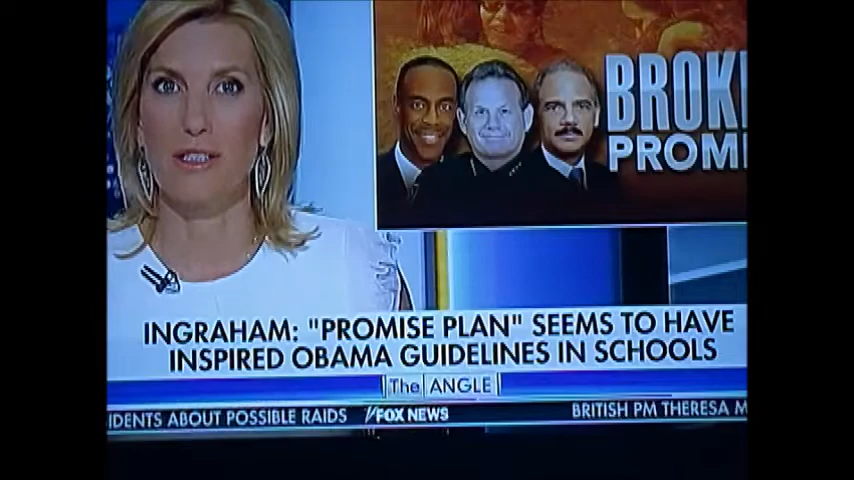 BROK
PROMI
INGRAHAM: "PROMISE PLAN" SEEMS TO HAVE
INSPIRED OBAMA GUIDELINES IN SCHOOLS
The ANGLE
IDENTS ABOUT POSSIBLE RAIDS FOX NEWS BRITISH PM THERESA M